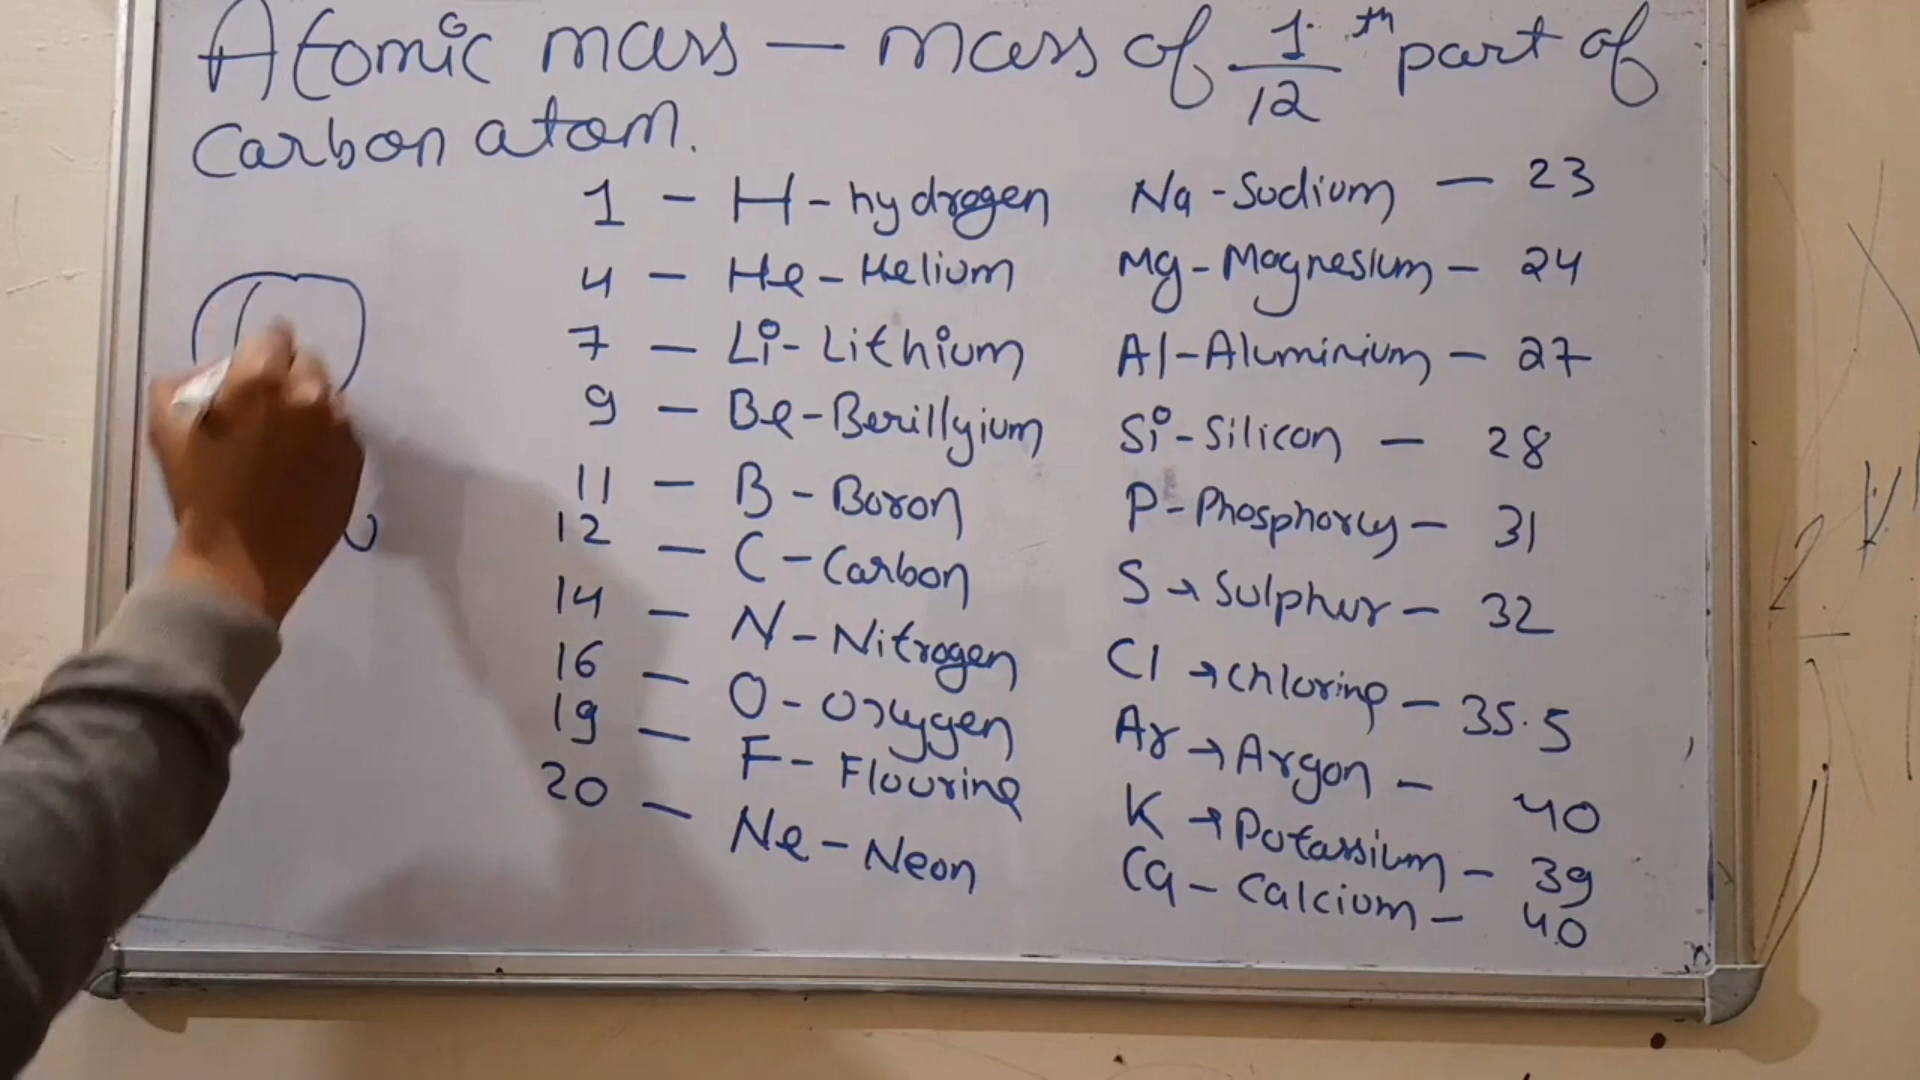 Atomic mass — mass of 1/12 th part of
Carbon atom.
1 — H - hydrogen
4 — He - Helium
7 — Li - Lithium
9 — Be - Berillyium
11 — B - Boron
12 — C - Carbon
14 — N - Nitrogen
16 — O - Oxygen
19 — F - Flourine
20 — Ne - Neon
Na - Sodium — 23
Mg - Magnesium — 24
Al - Aluminium — 27
Si - Silicon — 28
P - Phosphorus — 31
S → Sulphur — 32
Cl → Chlorine — 35.5
Ar → Argon — 40
K → Potassium — 39
Ca - Calcium — 40